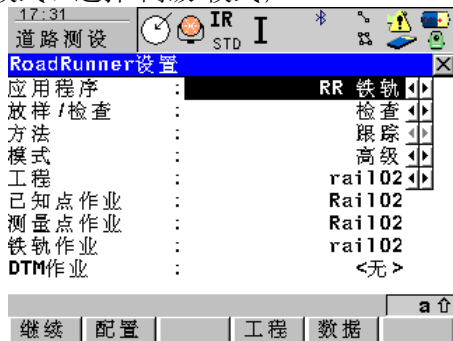 17:31
道路测设
IR
STD
I
RoadRunner设置
应用程序 : RR 铁轨
放样/检查 : 检查
方法 : 跟踪
模式 : 高级
工程 : rail02
已知点作业 : Rail02
测量点作业 : Rail02
铁轨作业 : rail02
DTM作业 : <无>
a
继续 配置 工程 数据